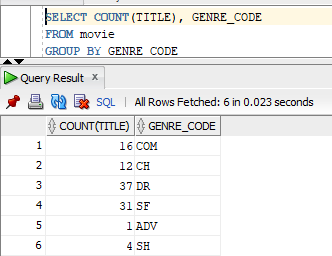 SELECT COUNT(TITLE), GENRE_CODE
FROM movie
GROUP BY GENRE_CODE
Query Result x
SQL | All Rows Fetched: 6 in 0.023 seconds
COUNT(TITLE) GENRE_CODE
1 16 COM
2 12 CH
3 37 DR
4 31 SF
5 1 ADV
6 4 SH